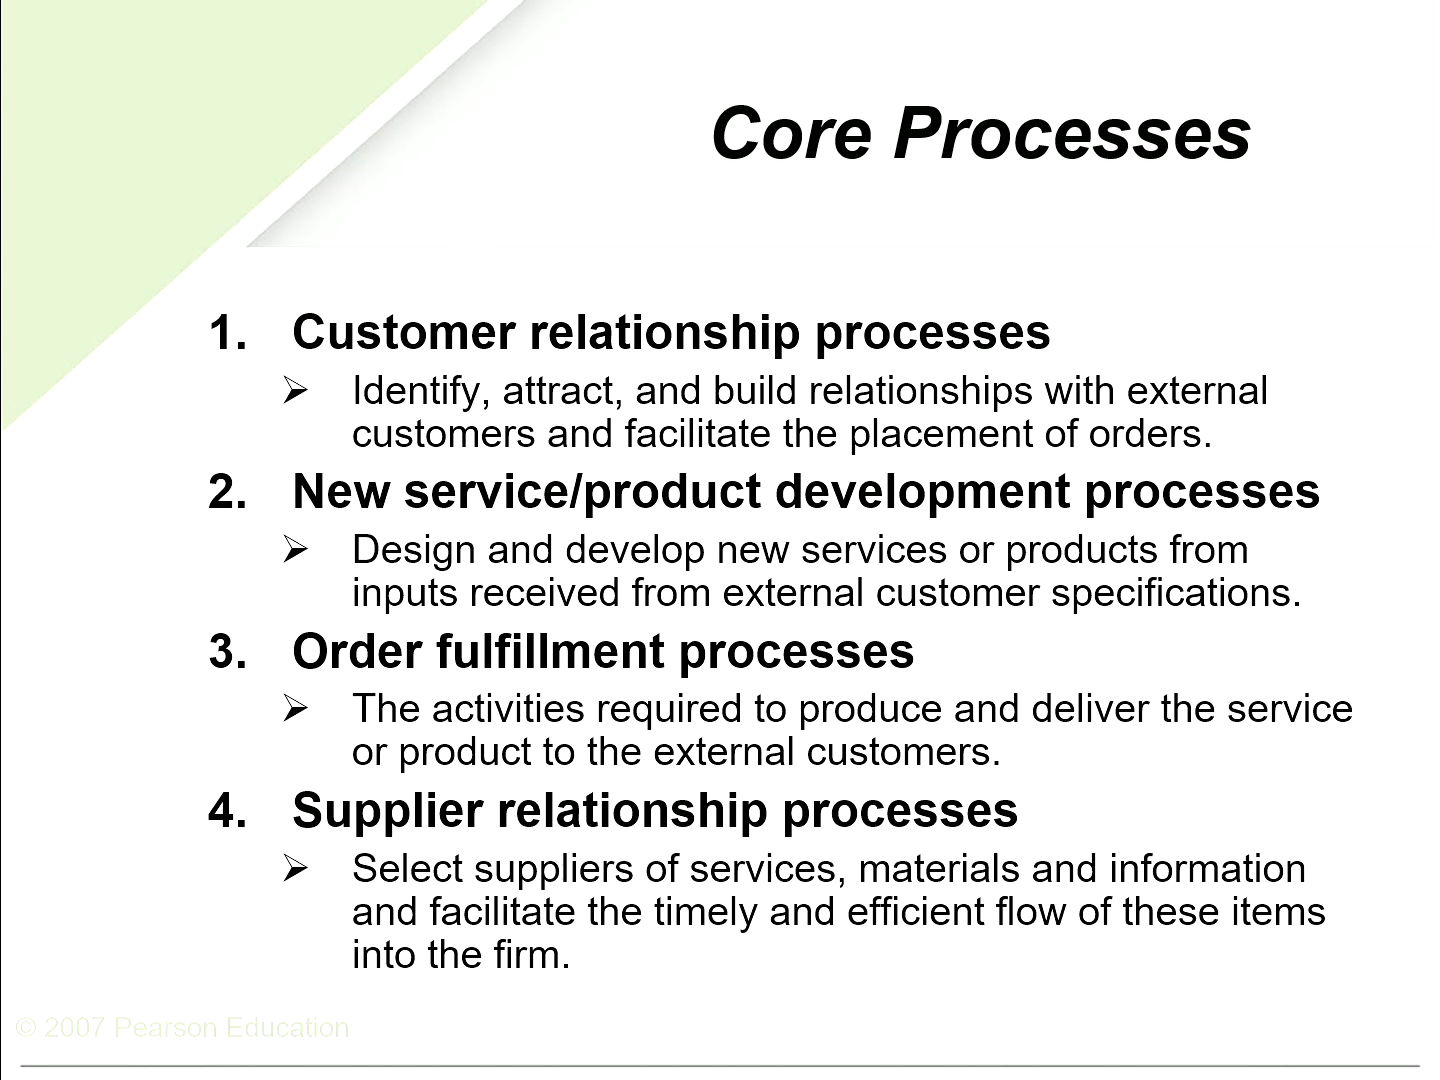 Core Processes
1. Customer relationship processes
➢ Identify, attract, and build relationships with external
customers and facilitate the placement of orders.
2. New service/product development processes
➢ Design and develop new services or products from
inputs received from external customer specifications.
3. Order fulfillment processes
➢ The activities required to produce and deliver the service
or product to the external customers.
4. Supplier relationship processes
➢ Select suppliers of services, materials and information
and facilitate the timely and efficient flow of these items
into the firm.
© 2007 Pearson Education